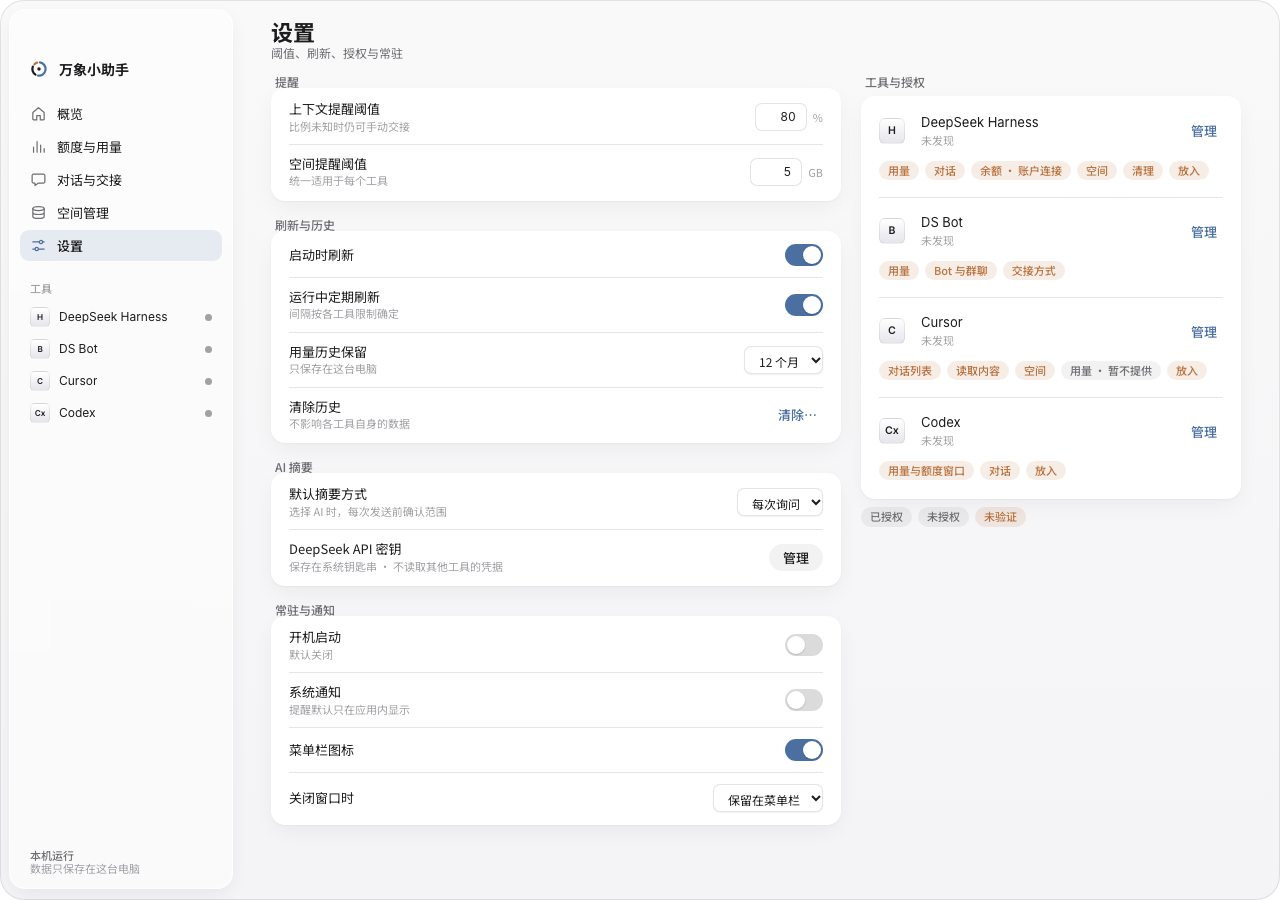 万象小助手
概览
额度与用量
对话与交接
空间管理
设置
工具
H DeepSeek Harness
B DS Bot
C Cursor
Cx Codex
本机运行
数据只保存在这台电脑
设置
阈值、刷新、授权与常驻
提醒
上下文提醒阈值
比例未知时仍可手动交接
80 %
空间提醒阈值
统一适用于每个工具
5 GB
刷新与历史
启动时刷新
运行中定期刷新
间隔按各工具限制确定
用量历史保留
只保存在这台电脑
12 个月
清除历史
不影响各工具自身的数据
清除…
AI 摘要
默认摘要方式
选择 AI 时，每次发送前确认范围
每次询问
DeepSeek API 密钥
保存在系统钥匙串 · 不读取其他工具的凭据
管理
常驻与通知
开机启动
默认关闭
系统通知
提醒默认只在应用内显示
菜单栏图标
关闭窗口时
保留在菜单栏
工具与授权
H DeepSeek Harness
未发现
管理
用量 对话 余额 · 账户连接 空间 清理 放入
B DS Bot
未发现
管理
用量 Bot 与群聊 交接方式
C Cursor
未发现
管理
对话列表 读取内容 空间 用量 · 暂不提供 放入
Cx Codex
未发现
管理
用量与额度窗口 对话 放入
已授权 未授权 未验证